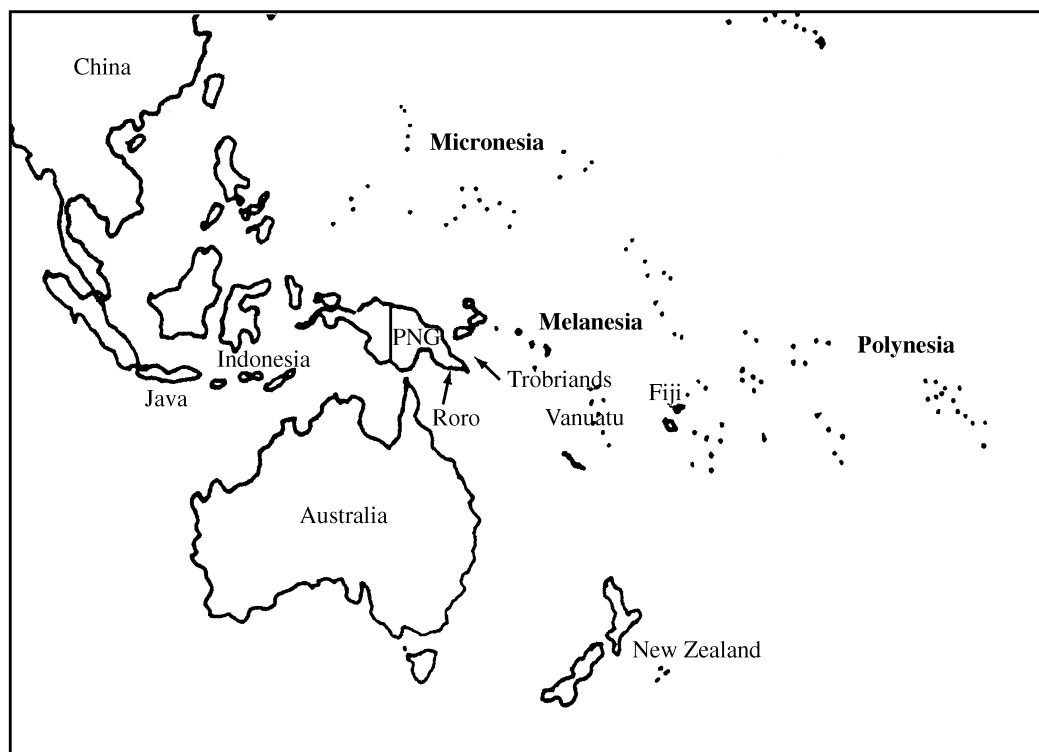 China
Micronesia
Melanesia
PNG
Polynesia
Indonesia
Trobriands
Java
Fiji
Roro
Vanuatu
Australia
New Zealand